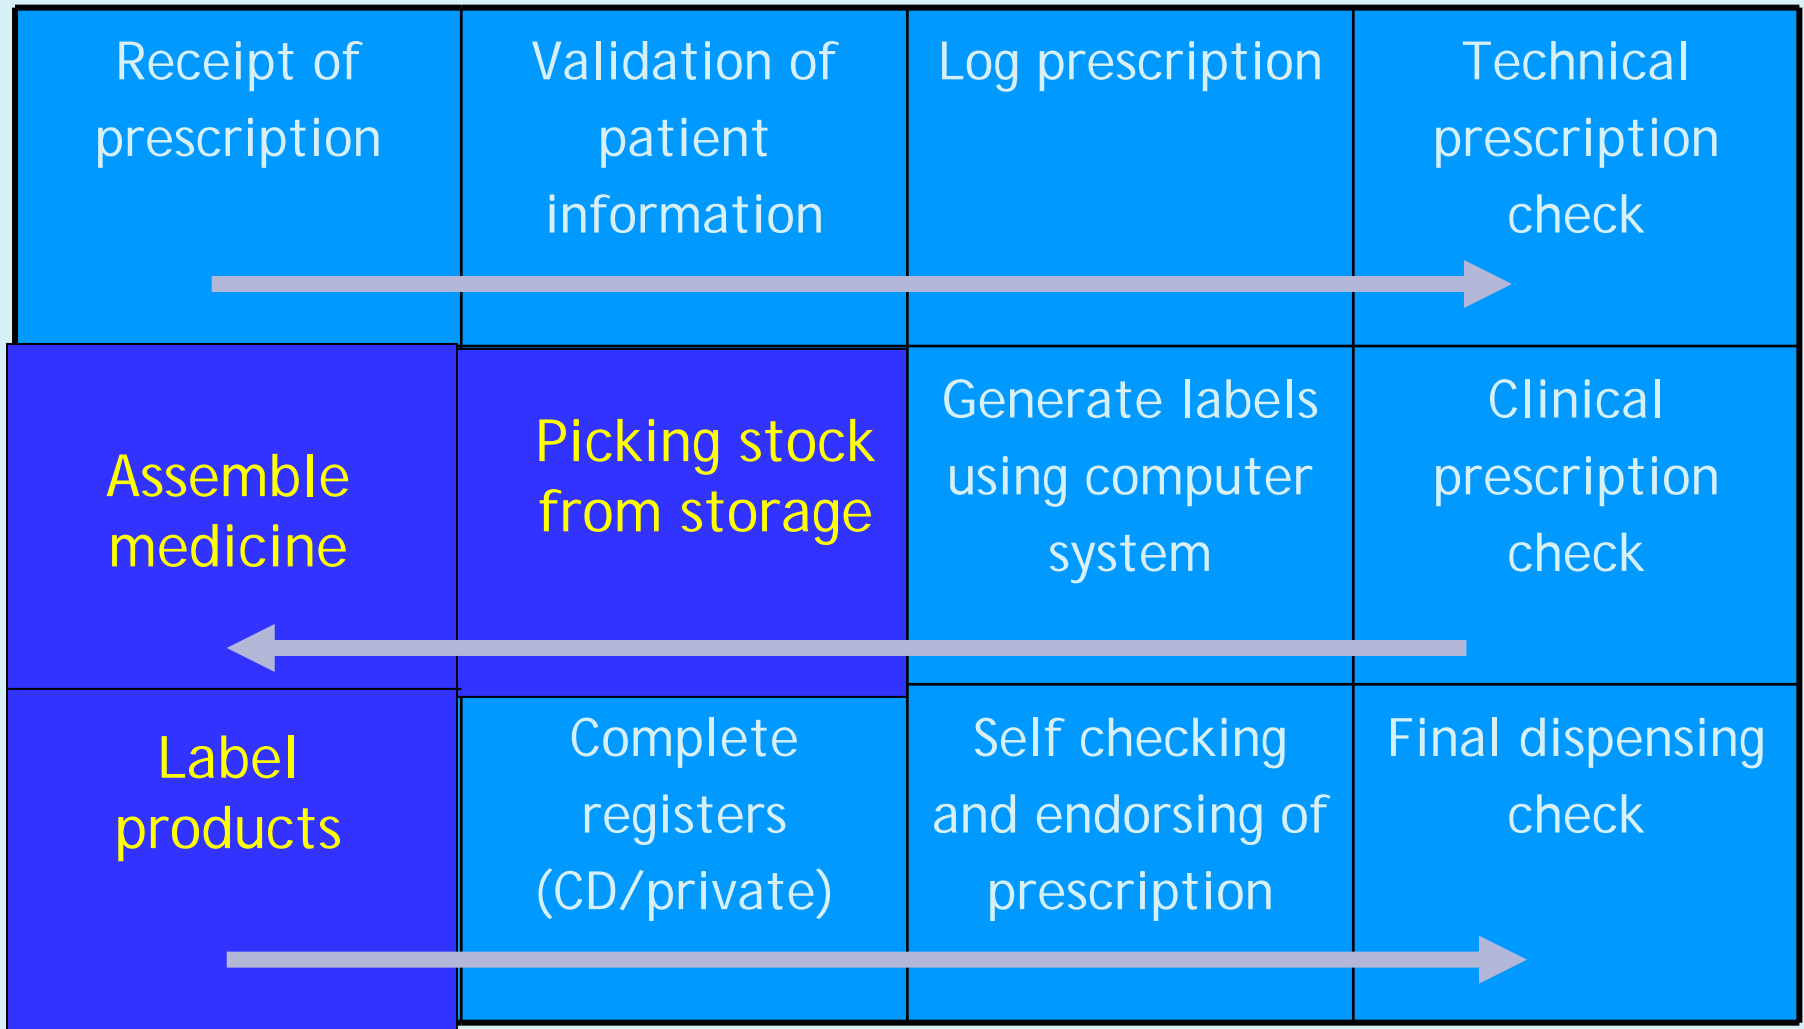 Receipt of
prescription
Validation of
patient
information
Log prescription
Technical
prescription
check
Assemble
medicine
Picking stock
from storage
Generate labels
using computer
system
Clinical
prescription
check
Label
products
Complete
registers
(CD/private)
Self checking
and endorsing of
prescription
Final dispensing
check